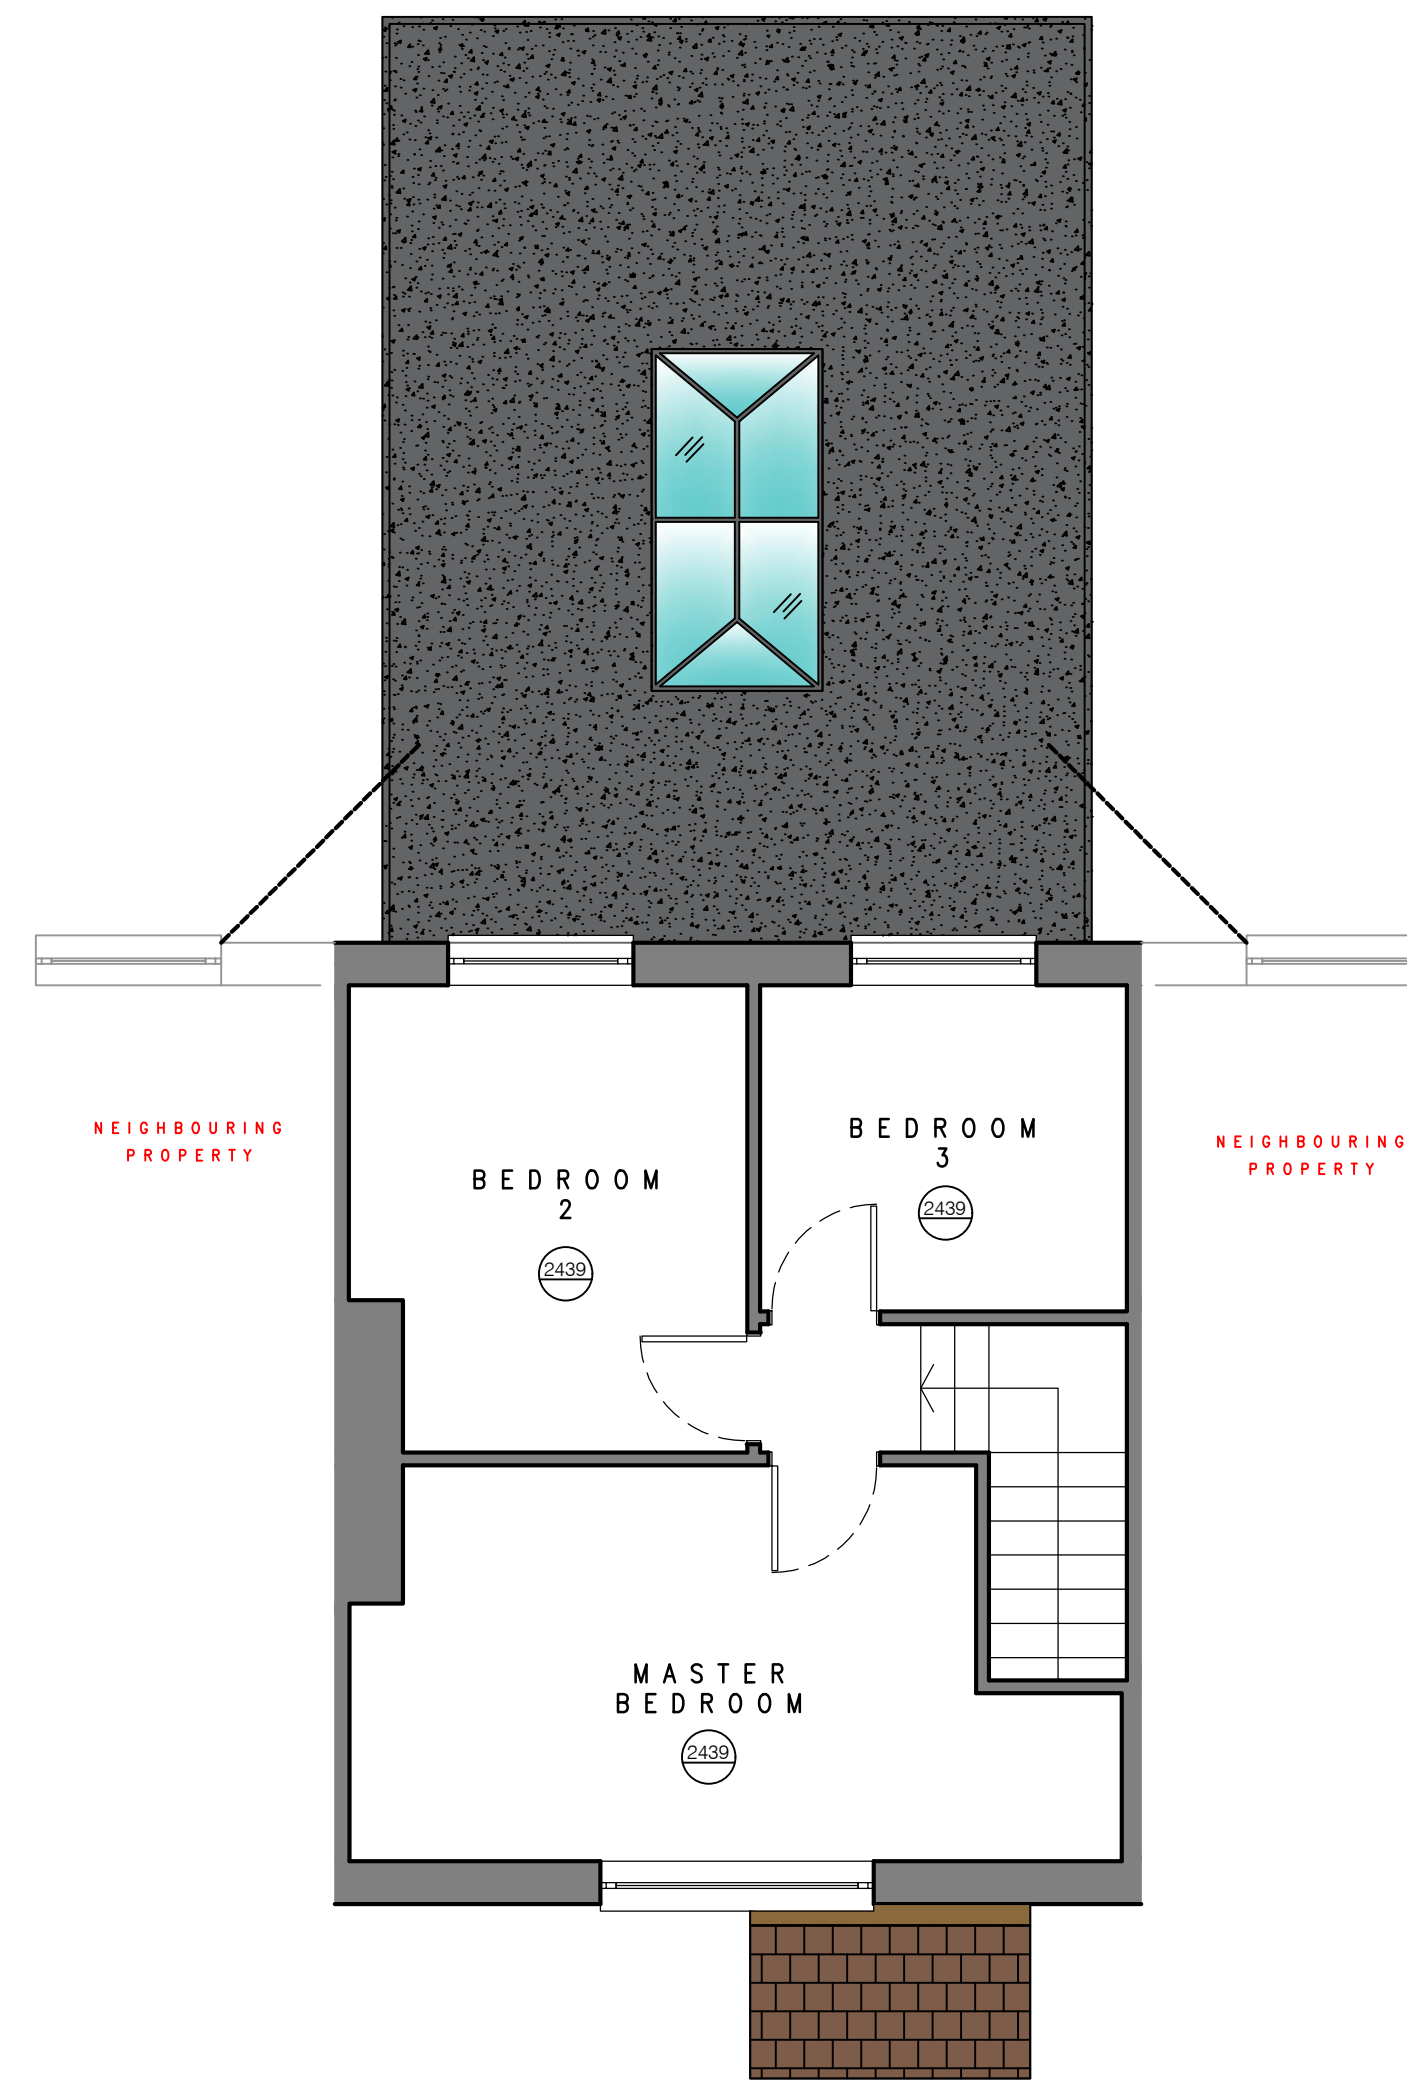 NEIGHBOURING
PROPERTY
BEDROOM
2
2439
BEDROOM
3
2439
NEIGHBOURING
PROPERTY
MASTER
BEDROOM
2439